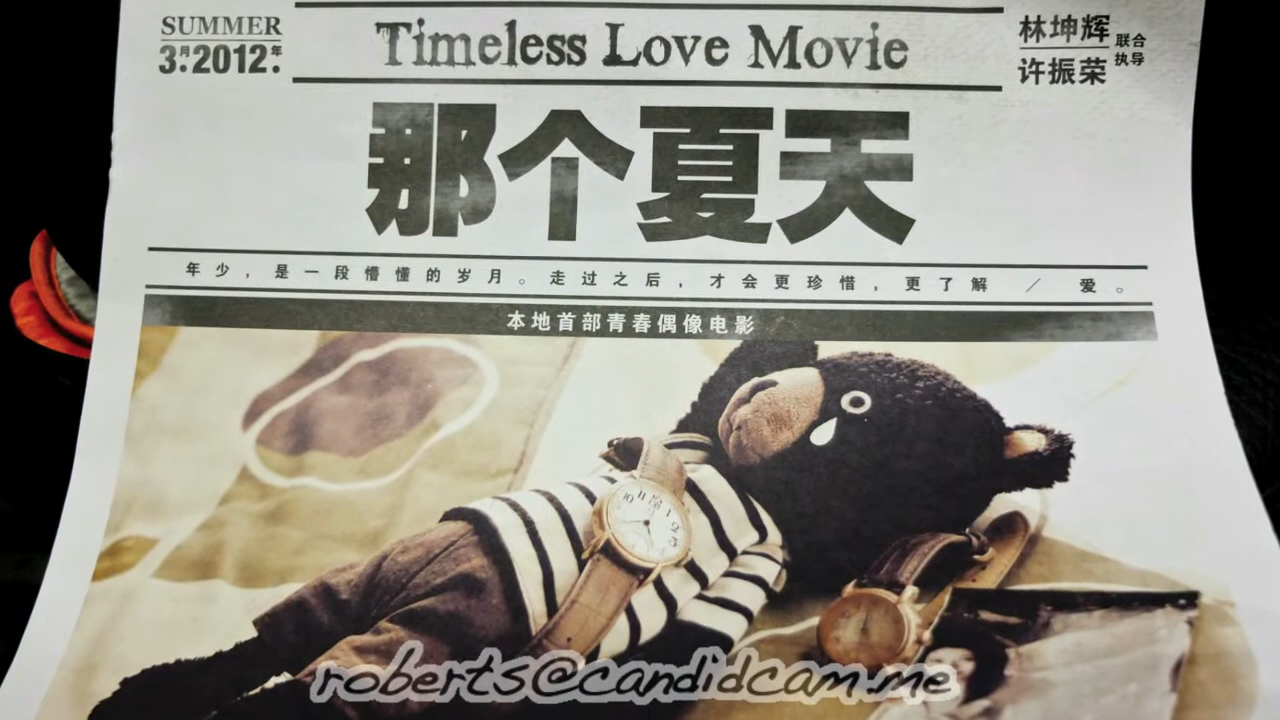 SUMMER
3月.2012年.
Timeless Love Movie
林坤辉
许振荣
联合
执导
那个夏天
年少，是一段懵懂的岁月。走过之后，才会更珍惜，更了解／爱。
本地首部青春偶像电影
roberts@candidcam.me